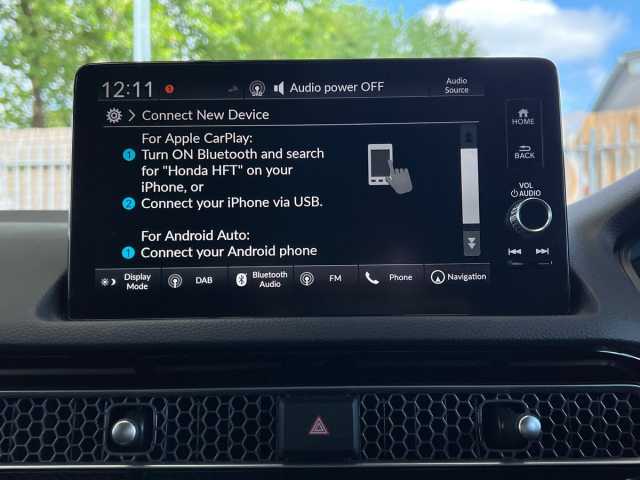 12:11 1 DAB Audio power OFF Audio Source
Connect New Device
HOME
BACK
For Apple CarPlay:
1 Turn ON Bluetooth and search
for "Honda HFT" on your
iPhone, or
2 Connect your iPhone via USB.
For Android Auto:
1 Connect your Android phone
VOL
AUDIO
Display Mode
DAB
Bluetooth Audio
FM
Phone
Navigation